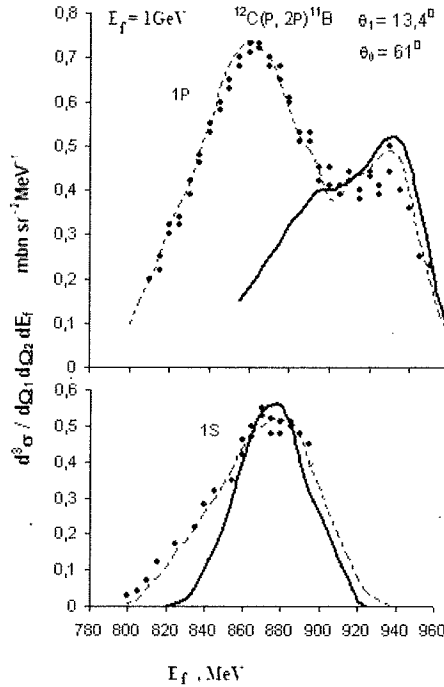 E_f = 1GeV
¹²C(P, 2P)¹¹B
θ₁ = 13,4⁰
θ₀ = 61⁰
0,8
0,7
0,6
0,5
0,4
0,3
0,2
0,1
0
1P
d³σ / dΩ₁ dΩ₂ dE_f mbn sr⁻² MeV⁻¹
0,6
0,5
0,4
0,3
0,2
0,1
0
1S
780 800 820 840 860 880 900 920 940 960
E_f , MeV